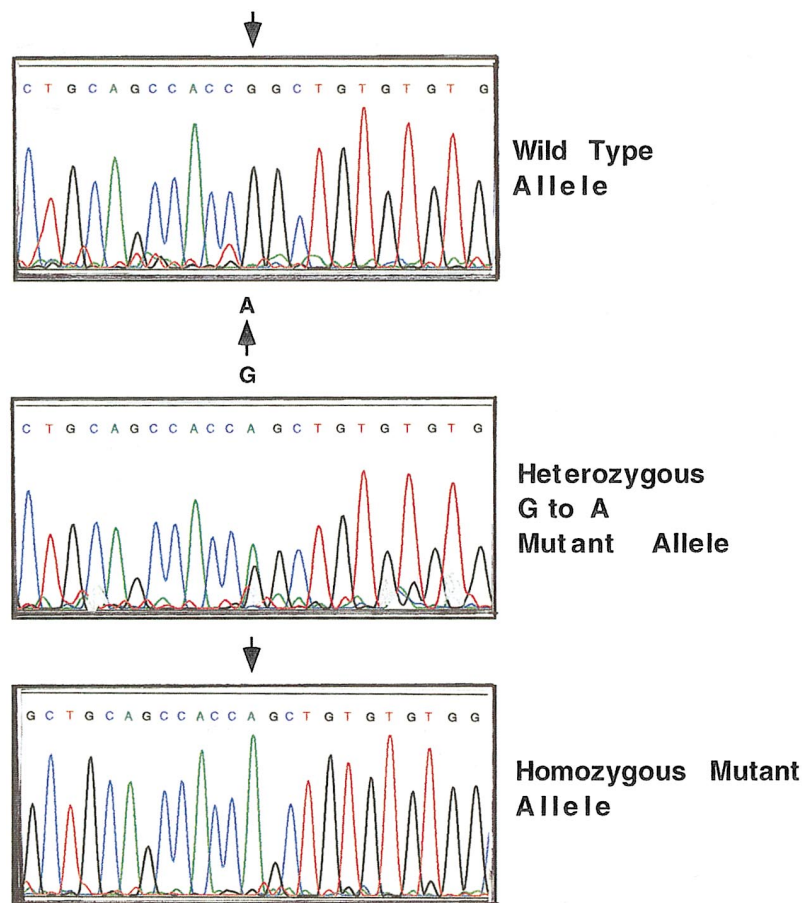 C T G C A G C C A C C G G C T G T G T G T G
Wild Type
Allele
A
G
C T G C A G C C A C C A G C T G T G T G T G
Heterozygous
G to A
Mutant Allele
G C T G C A G C C A C C A G C T G T G T G T G G
Homozygous Mutant
Allele